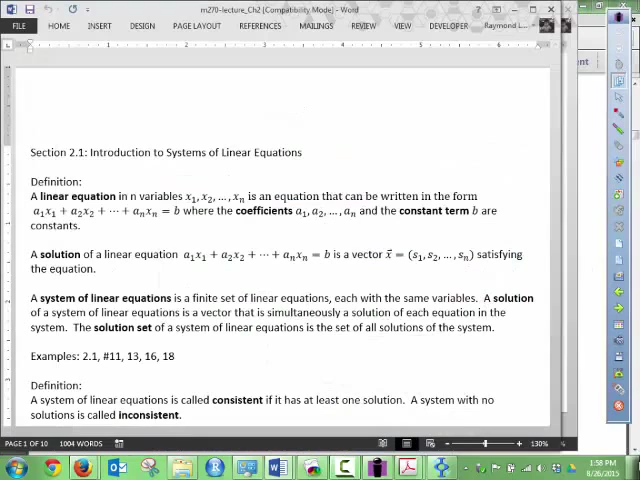 m270-lecture_Ch2 [Compatibility Mode] - Word
FILE HOME INSERT DESIGN PAGE LAYOUT REFERENCES MAILINGS REVIEW VIEW Raymond L...
Section 2.1: Introduction to Systems of Linear Equations
Definition:
A linear equation in n variables x₁, x₂, …, xₙ is an equation that can be written in the form
a₁x₁ + a₂x₂ + ⋯ + aₙxₙ = b where the coefficients a₁, a₂, …, aₙ and the constant term b are
constants.
A solution of a linear equation a₁x₁ + a₂x₂ + ⋯ + aₙxₙ = b is a vector x⃗ = (s₁, s₂, …, sₙ) satisfying
the equation.
A system of linear equations is a finite set of linear equations, each with the same variables. A solution
of a system of linear equations is a vector that is simultaneously a solution of each equation in the
system. The solution set of a system of linear equations is the set of all solutions of the system.
Examples: 2.1, #11, 13, 16, 18
Definition:
A system of linear equations is called consistent if it has at least one solution. A system with no
solutions is called inconsistent.
PAGE 1 OF 10 1004 WORDS 130%
1:58 PM
8/26/2015